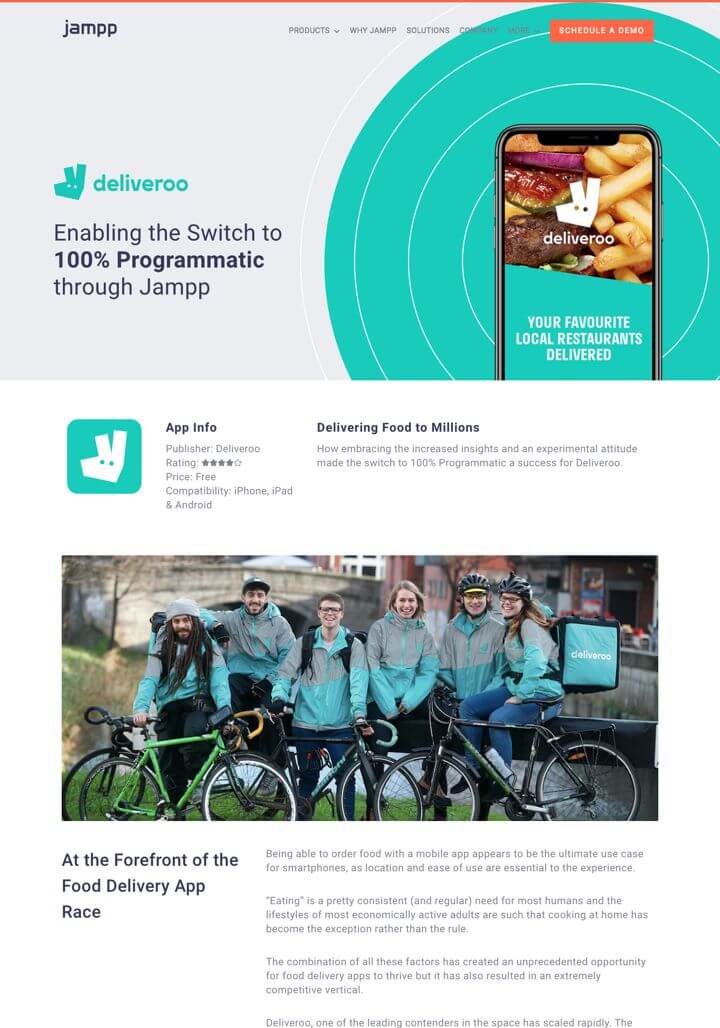 jampp
PRODUCTS WHY JAMPP SOLUTIONS COMPANY MORE SCHEDULE A DEMO
deliveroo
Enabling the Switch to
100% Programmatic
through Jampp
deliveroo
YOUR FAVOURITE
LOCAL RESTAURANTS
DELIVERED
App Info
Publisher: Deliveroo
Rating: ★★★★☆
Price: Free
Compatibility: iPhone, iPad
& Android
Delivering Food to Millions
How embracing the increased insights and an experimental attitude
made the switch to 100% Programmatic a success for Deliveroo.
deliveroo
At the Forefront of the
Food Delivery App
Race
Being able to order food with a mobile app appears to be the ultimate use case
for smartphones, as location and ease of use are essential to the experience.
“Eating” is a pretty consistent (and regular) need for most humans and the
lifestyles of most economically active adults are such that cooking at home has
become the exception rather than the rule.
The combination of all these factors has created an unprecedented opportunity
for food delivery apps to thrive but it has also resulted in an extremely
competitive vertical.
Deliveroo, one of the leading contenders in the space has scaled rapidly. The